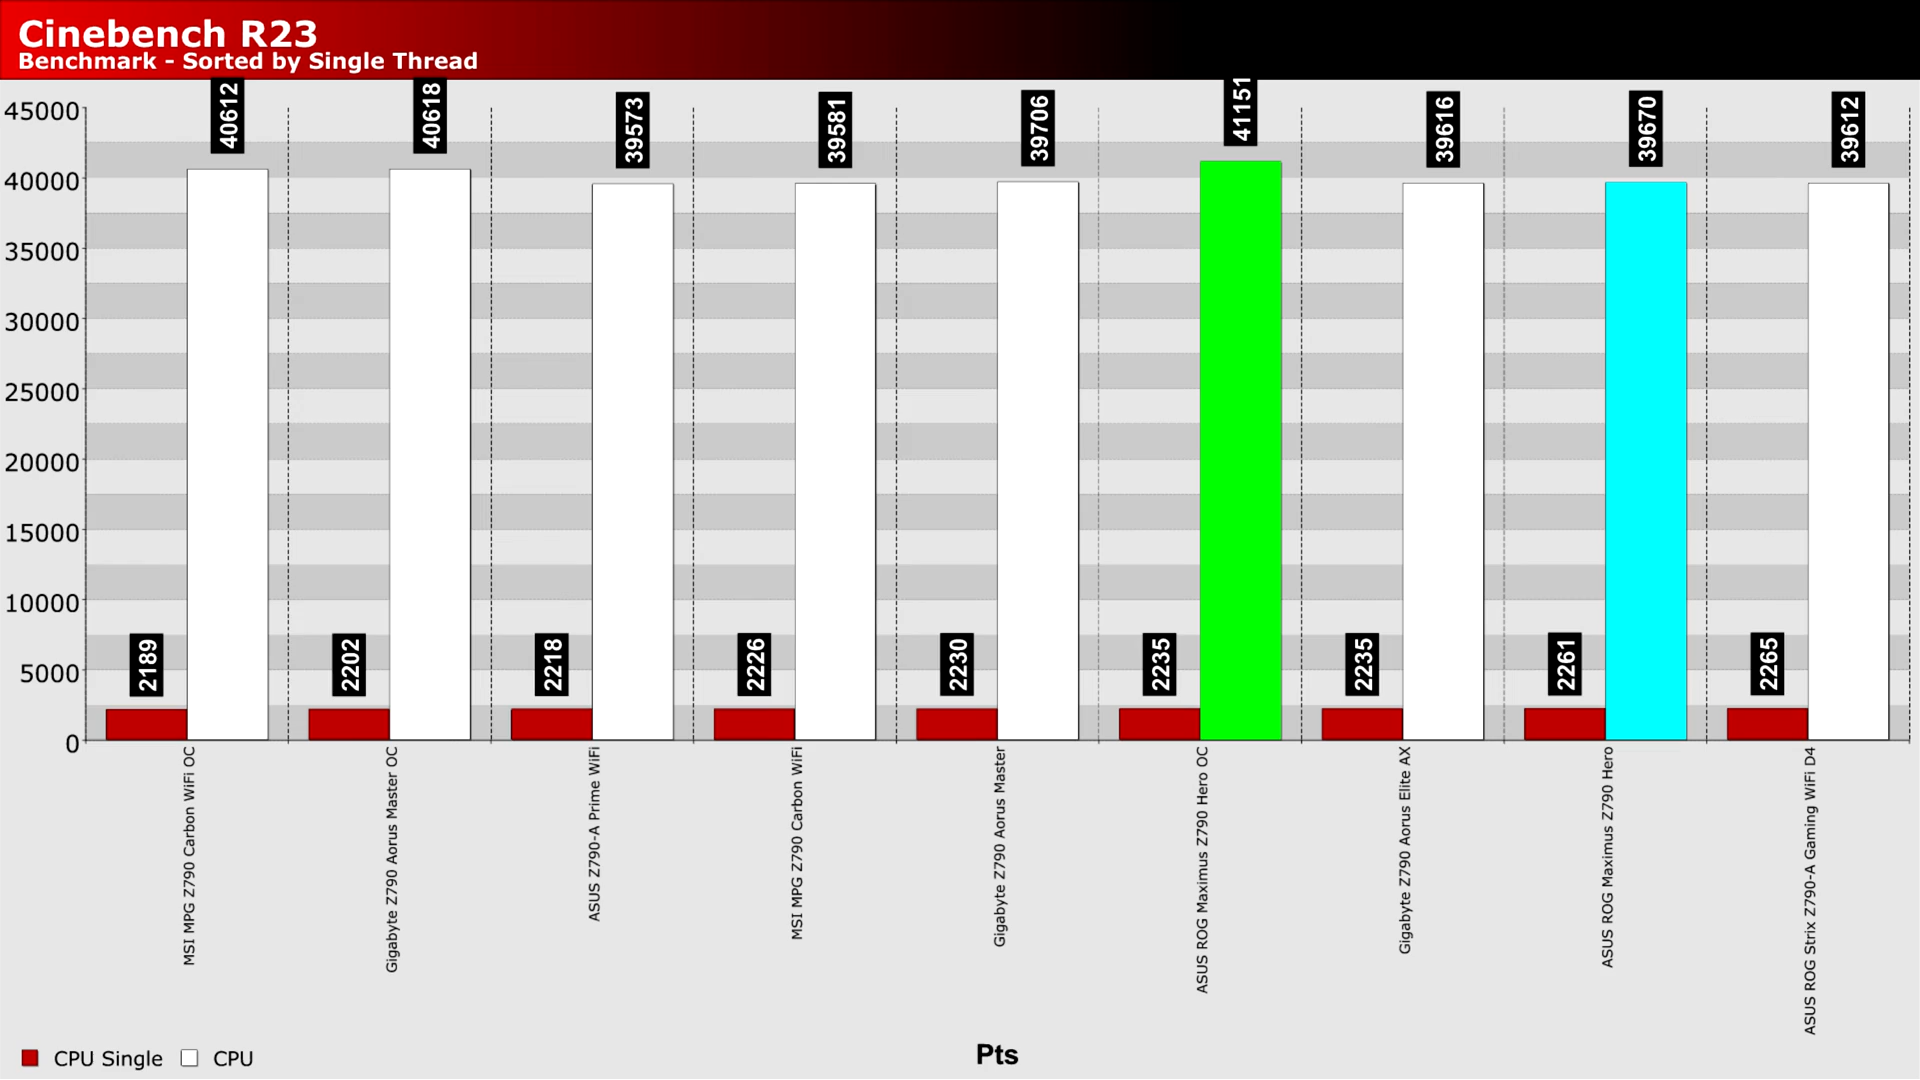 Cinebench R23
Benchmark - Sorted by Single Thread
45000
40000
35000
30000
25000
20000
15000
10000
5000
0
40612
40618
39573
39581
39706
41151
39616
39670
39612
2189
2202
2218
2226
2230
2235
2235
2261
2265
MSI MPG Z790 Carbon WiFi OC
Gigabyte Z790 Aorus Master OC
ASUS Z790-A Prime WiFi
MSI MPG Z790 Carbon WiFi
Gigabyte Z790 Aorus Master
ASUS ROG Maximus Z790 Hero OC
Gigabyte Z790 Aorus Elite AX
ASUS ROG Maximus Z790 Hero
ASUS ROG Strix Z790-A Gaming WiFi D4
CPU Single
CPU
Pts